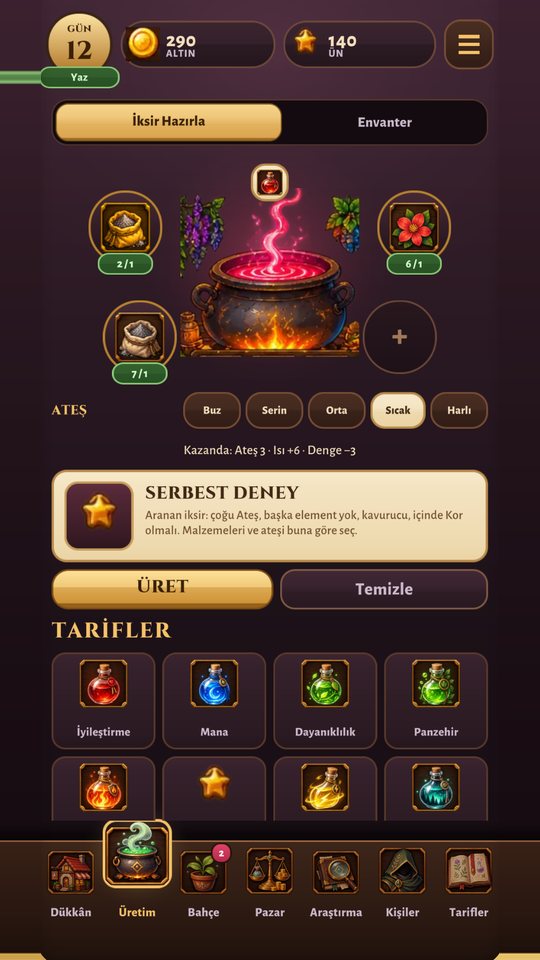 GÜN
12
Yaz
290
ALTIN
140
ÜN
İksir Hazırla
Envanter
2/1
6/1
7/1
+
ATEŞ
Buz
Serin
Orta
Sıcak
Harlı
Kazanda: Ateş 3 · Isı +6 · Denge −3
SERBEST DENEY
Aranan iksir: çoğu Ateş, başka element yok, kavurucu, içinde Kor
olmalı. Malzemeleri ve ateşi buna göre seç.
ÜRET
Temizle
TARİFLER
İyileştirme
Mana
Dayanıklılık
Panzehir
2
Dükkân
Üretim
Bahçe
Pazar
Araştırma
Kişiler
Tarifler